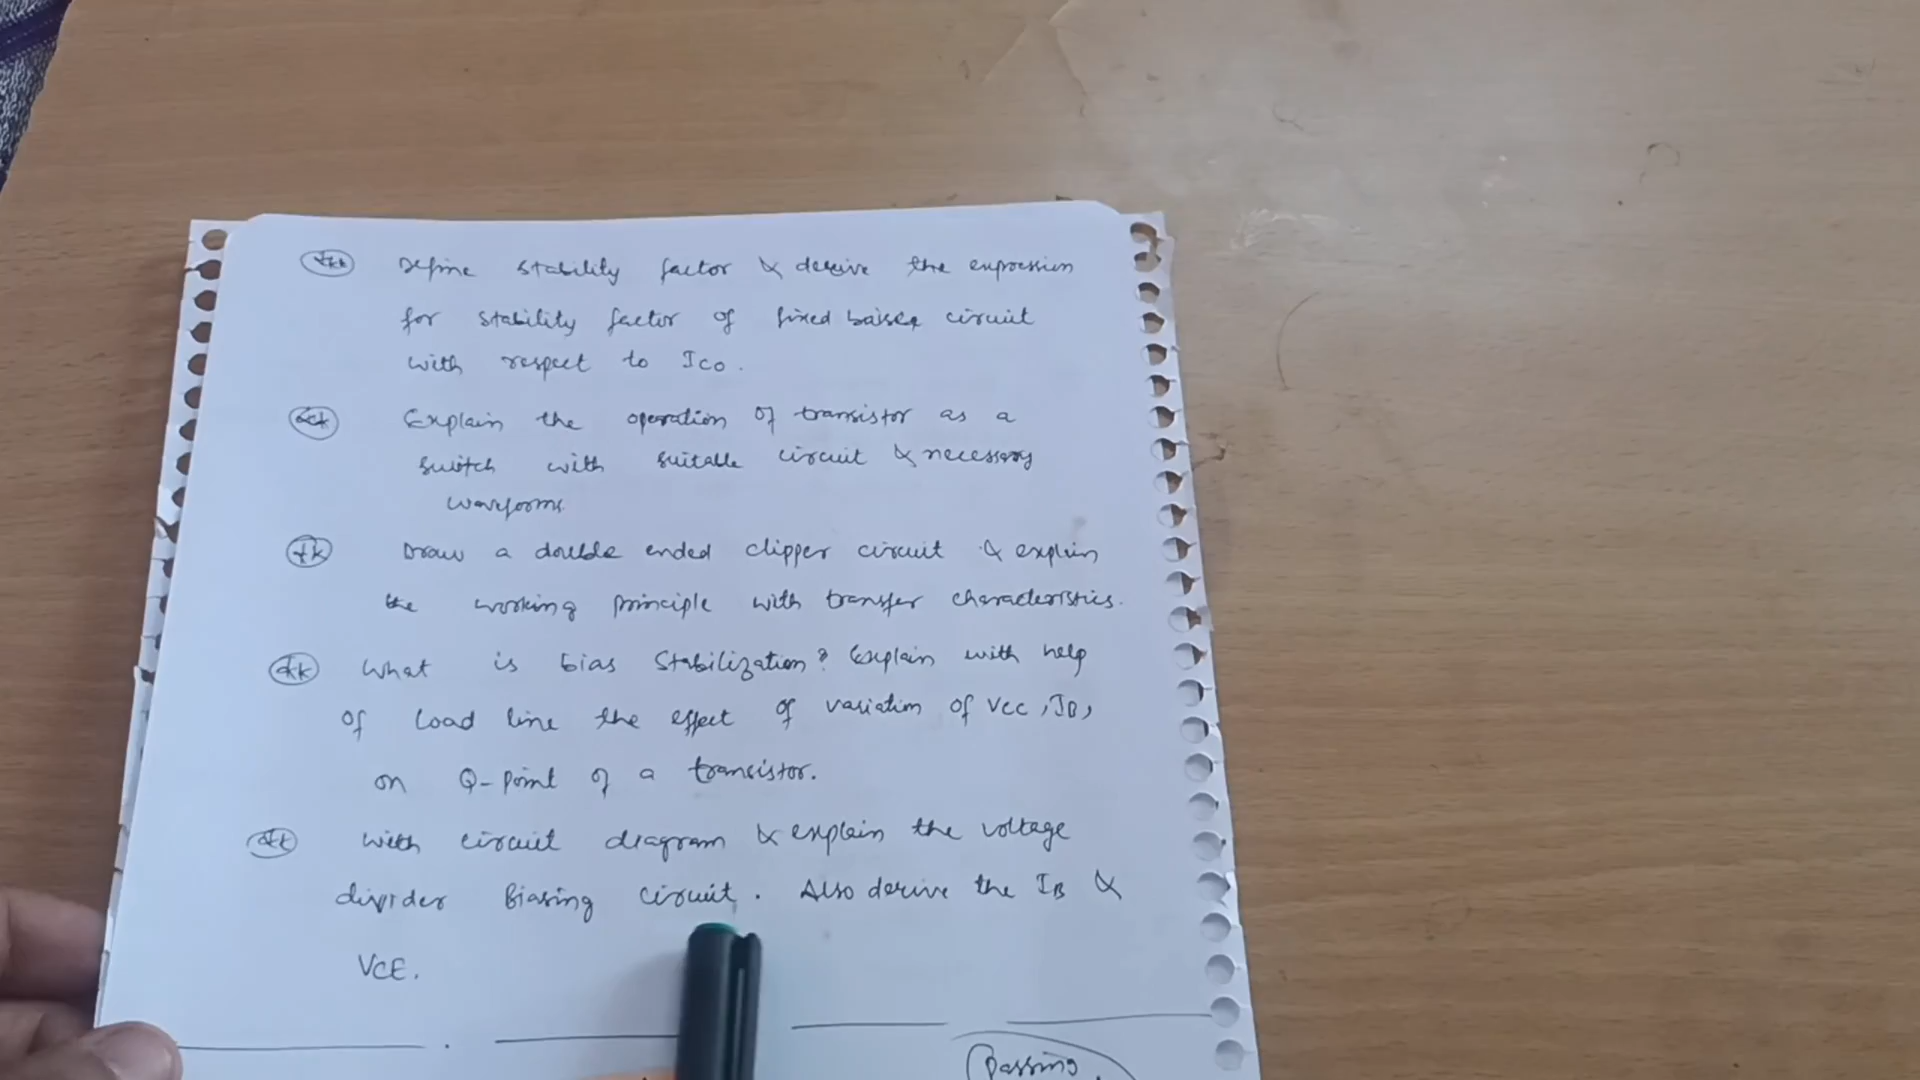 Define stability factor & derive the expression
for stability factor of fixed baised circuit
with respect to Ico.
Explain the operation of transistor as a
switch with suitable circuit & necessary
waveforms
Draw a double ended clipper circuit & explain
the working principle with transfer characteristics.
What is bias stabilization? Explain with help
of load line the effect of variation of Vcc, IB,
on Q-point of a transistor.
with circuit diagram & explain the voltage
divider Biasing circuit. Also derive the IB &
VCE.
Passing